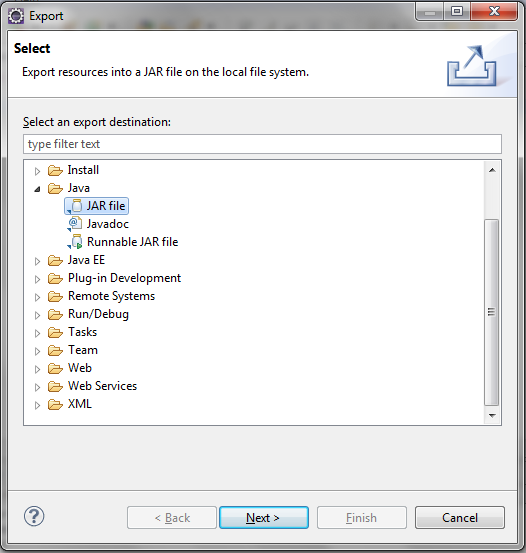 Export
Select
Export resources into a JAR file on the local file system.
Select an export destination:
type filter text
Install
Java
JAR file
Javadoc
Runnable JAR file
Java EE
Plug-in Development
Remote Systems
Run/Debug
Tasks
Team
Web
Web Services
XML
< Back Next > Finish Cancel